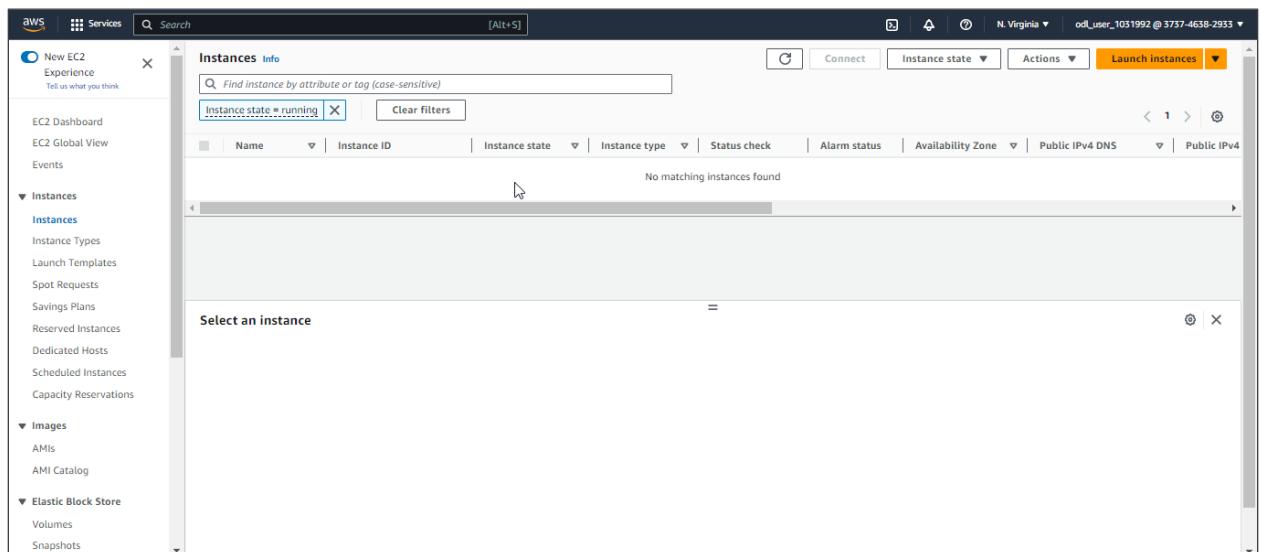 aws Services Search [Alt+S] N. Virginia ▼ odl_user_1031992 @ 3737-4638-2933 ▼
New EC2
Experience
Tell us what you think
EC2 Dashboard
EC2 Global View
Events
▼ Instances
Instances
Instance Types
Launch Templates
Spot Requests
Savings Plans
Reserved Instances
Dedicated Hosts
Scheduled Instances
Capacity Reservations
▼ Images
AMIs
AMI Catalog
▼ Elastic Block Store
Volumes
Snapshots
Instances Info
Connect Instance state ▼ Actions ▼ Launch instances ▼
Find instance by attribute or tag (case-sensitive)
Instance state = running Clear filters
1
Name Instance ID Instance state Instance type Status check Alarm status Availability Zone Public IPv4 DNS Public IPv4
No matching instances found
Select an instance